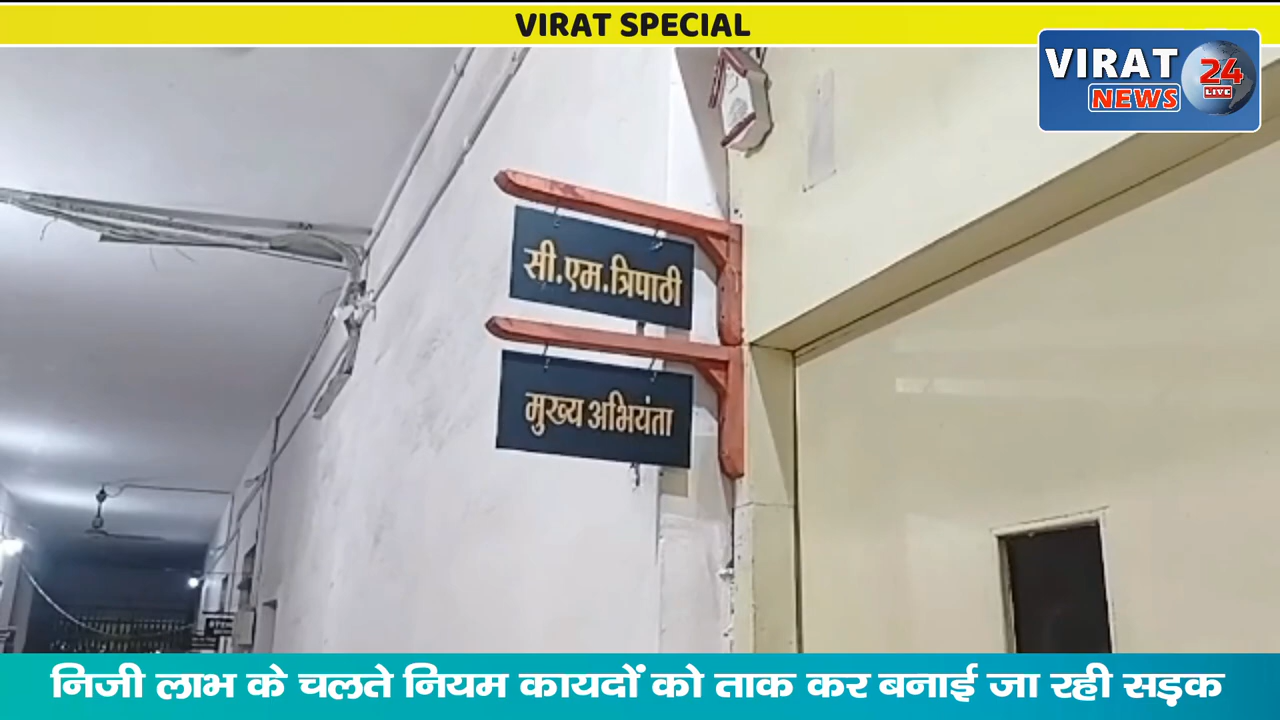 VIRAT SPECIAL
VIRAT
24
NEWS
LIVE
सी.एम.त्रिपाठी
मुख्य अभियंता
निजी लाभ के चलते नियम कायदों को ताक कर बनाई जा रही सड़क